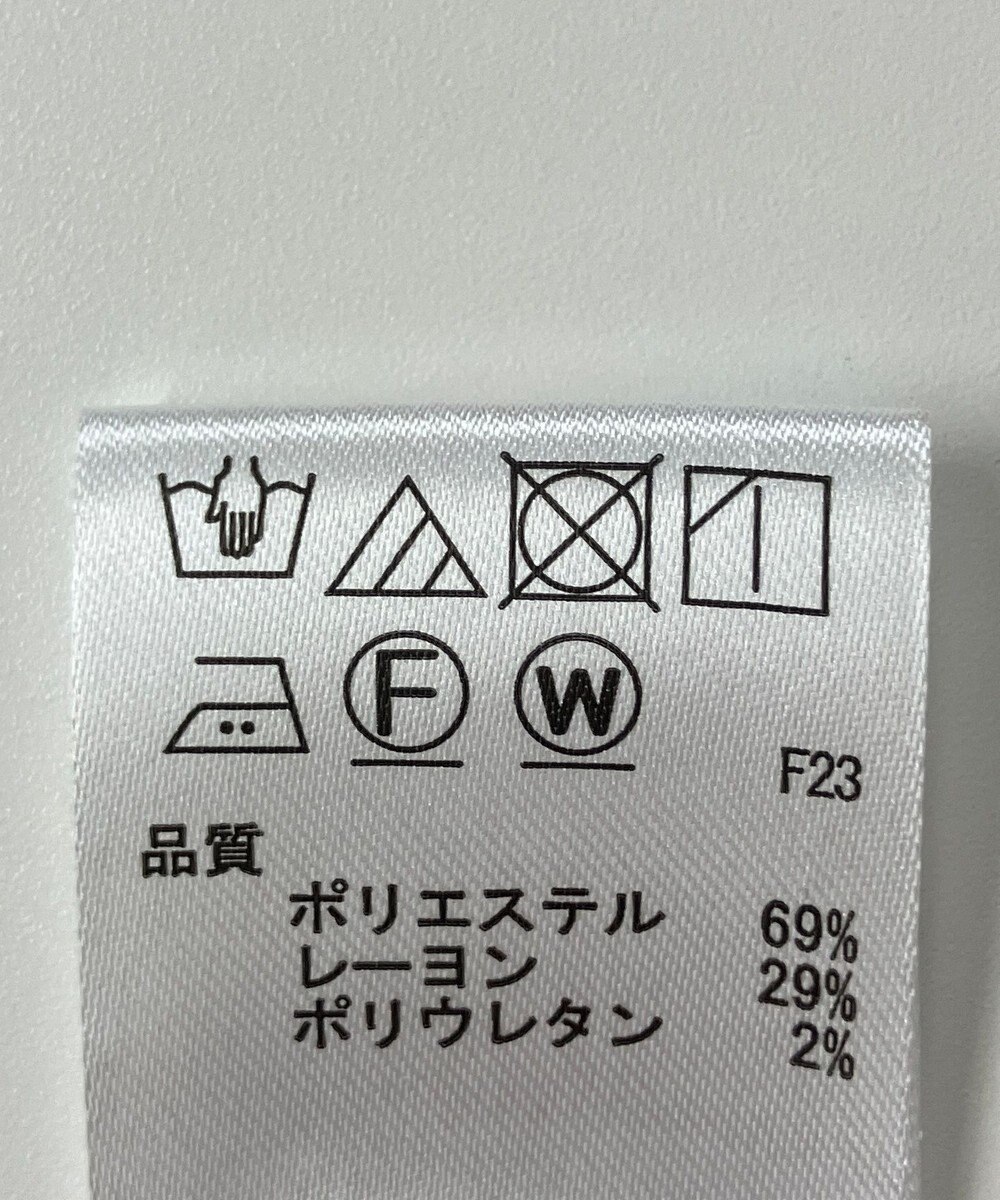 F W
F23
品質
ポリエステル 69%
レーヨン 29%
ポリウレタン 2%